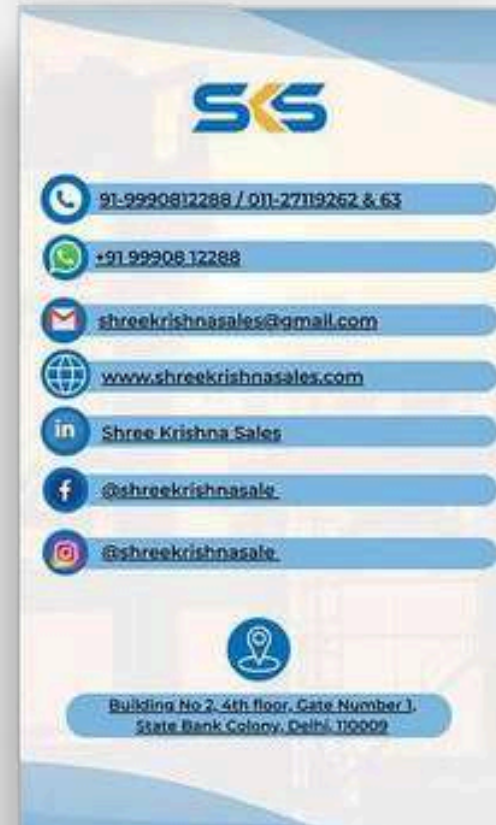 SKS
91-9990812288 / 011-27119262 & 63
+91 99908 12288
shreekrishnasales@gmail.com
www.shreekrishnasales.com
in
Shree Krishna Sales
f
@shreekrishnasale
@shreekrishnasale
Building No 2, 4th floor, Gate Number 1,
State Bank Colony, Delhi, 110009